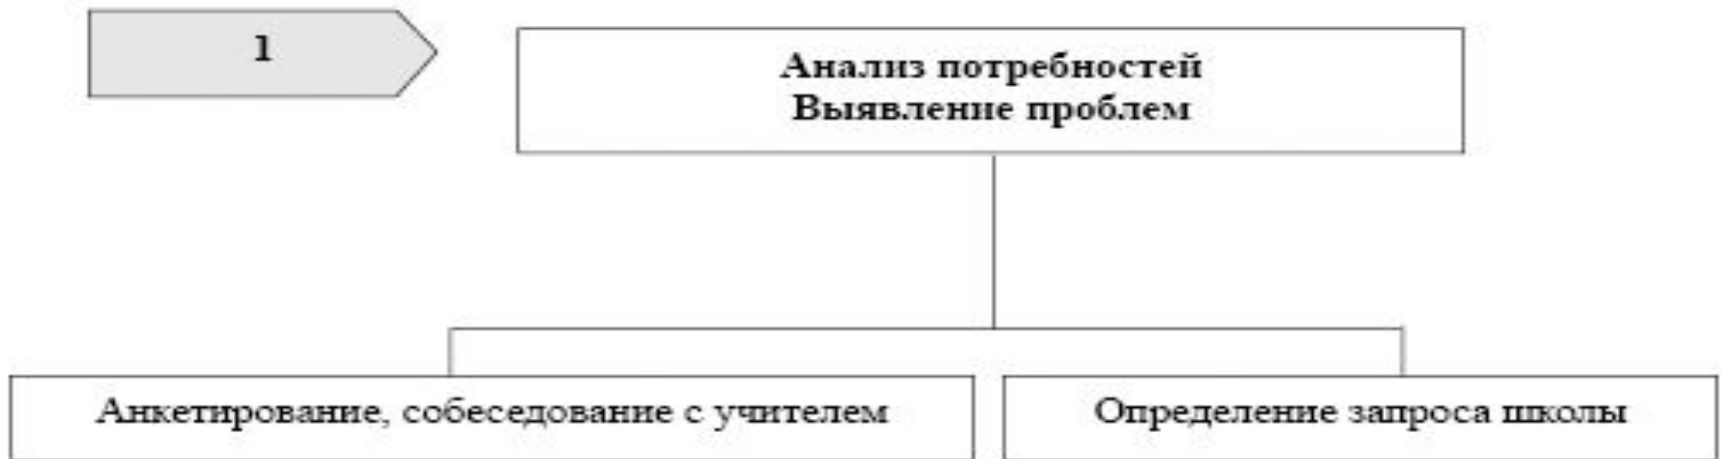 1
Анализ потребностей
Выявление проблем
Анкетирование, собеседование с учителем
Определение запроса школы